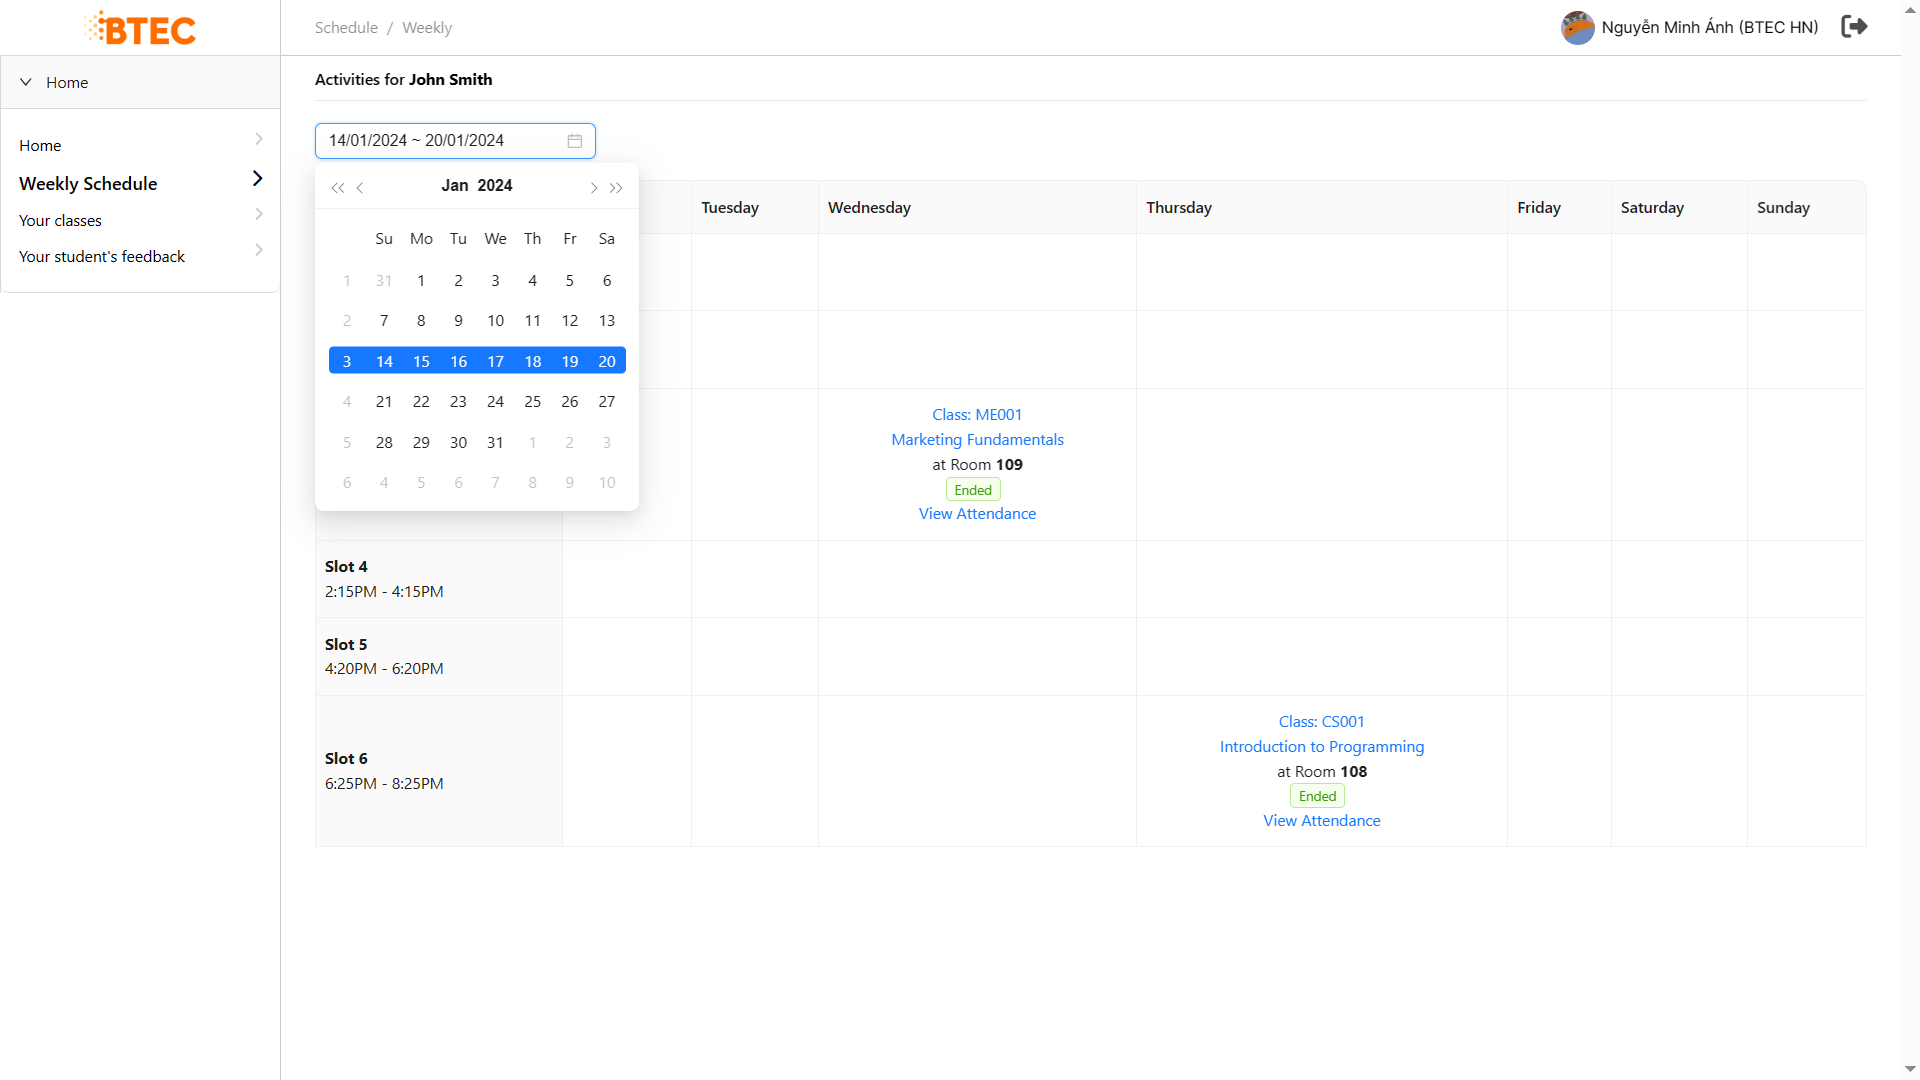 BTEC
Schedule / Weekly
Nguyễn Minh Ánh (BTEC HN)
Home
Home
Weekly Schedule
Your classes
Your student's feedback
Activities for John Smith
14/01/2024 ~ 20/01/2024
Jan 2024
Su Mo Tu We Th Fr Sa
1 31 1 2 3 4 5 6
2 7 8 9 10 11 12 13
3 14 15 16 17 18 19 20
4 21 22 23 24 25 26 27
5 28 29 30 31 1 2 3
6 4 5 6 7 8 9 10
Tuesday Wednesday Thursday Friday Saturday Sunday
Class: ME001
Marketing Fundamentals
at Room 109
Ended
View Attendance
Slot 4
2:15PM - 4:15PM
Slot 5
4:20PM - 6:20PM
Slot 6
6:25PM - 8:25PM
Class: CS001
Introduction to Programming
at Room 108
Ended
View Attendance